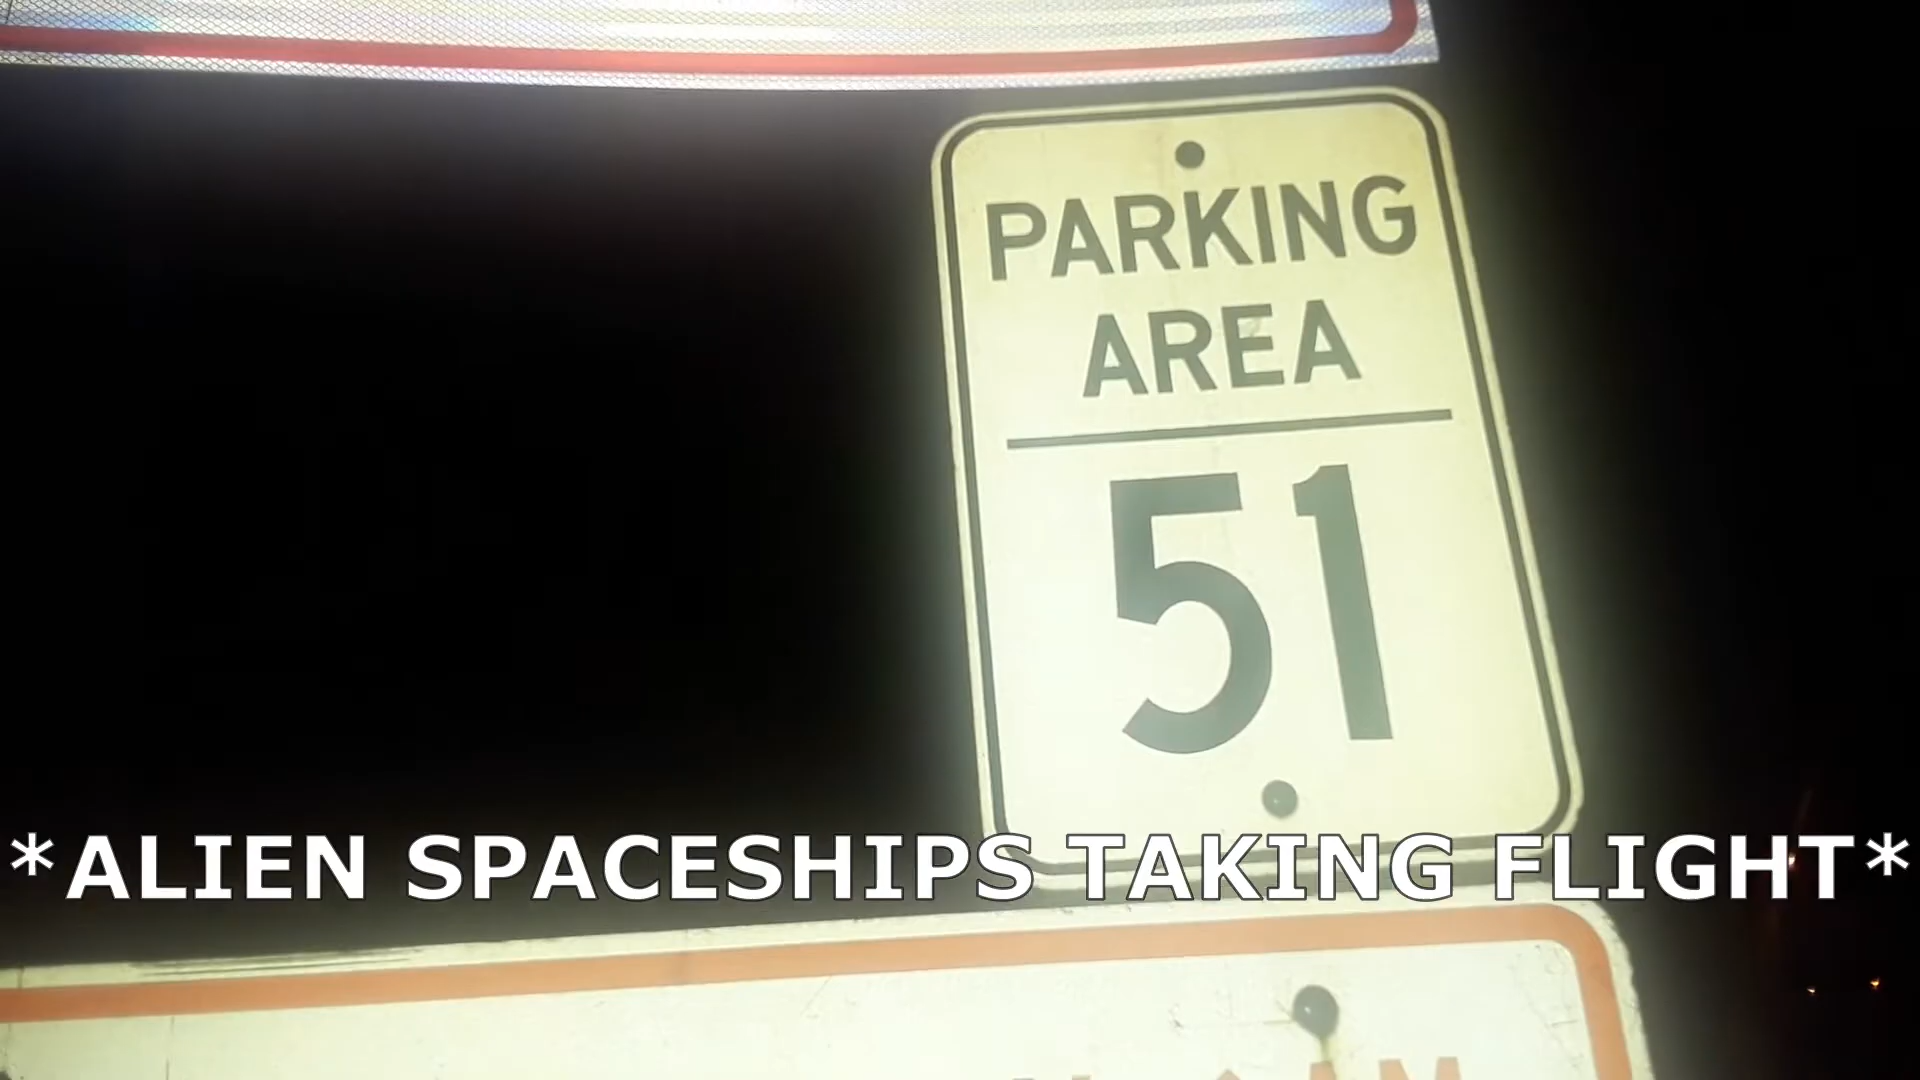 PARKING
AREA
51
*ALIEN SPACESHIPS TAKING FLIGHT*